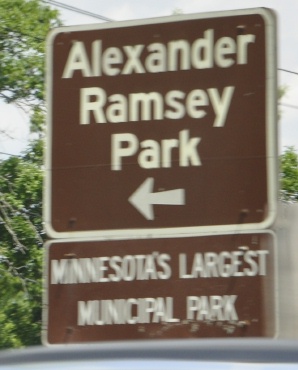 Alexander
Ramsey
Park
MINNESOTA'S LARGEST
MUNICIPAL PARK